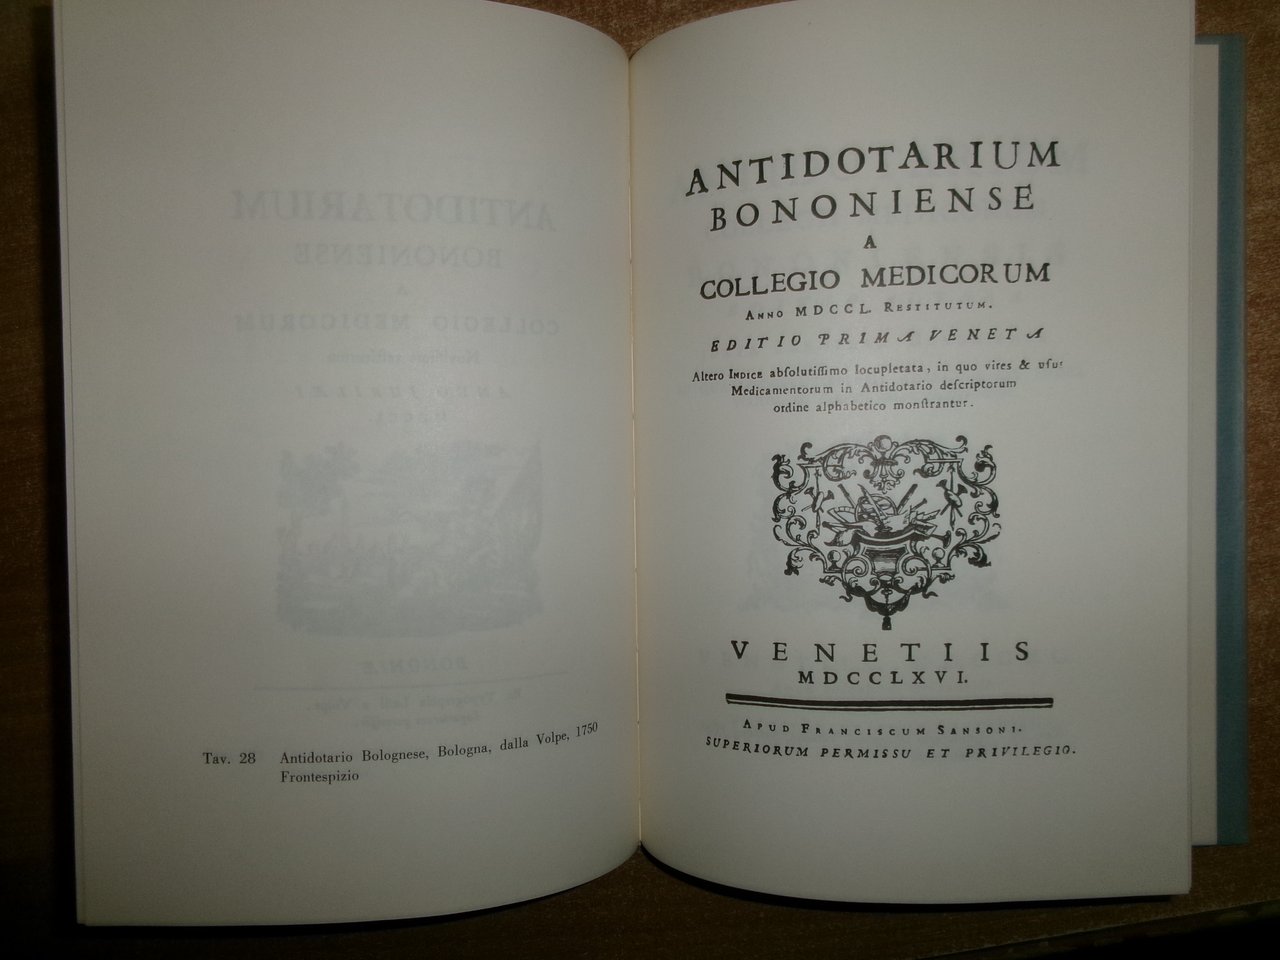 Tav. 28 Antidotario Bolognese, Bologna, dalla Volpe, 1750
Frontespizio
ANTIDOTARIUM
BONONIENSE
A
COLLEGIO MEDICORUM
ANNO MDCCL. RESTITUTUM.
EDITIO PRIMA VENETA
Altero INDICE abſolutiſſimo locupletata, in quo vires & uſus
Medicamentorum in Antidotario deſcriptorum
ordine alphabetico monſtrantur.
VENETIIS
MDCCLXVI.
APUD FRANCISCUM SANSONI.
SUPERIORUM PERMISSU ET PRIVILEGIO.